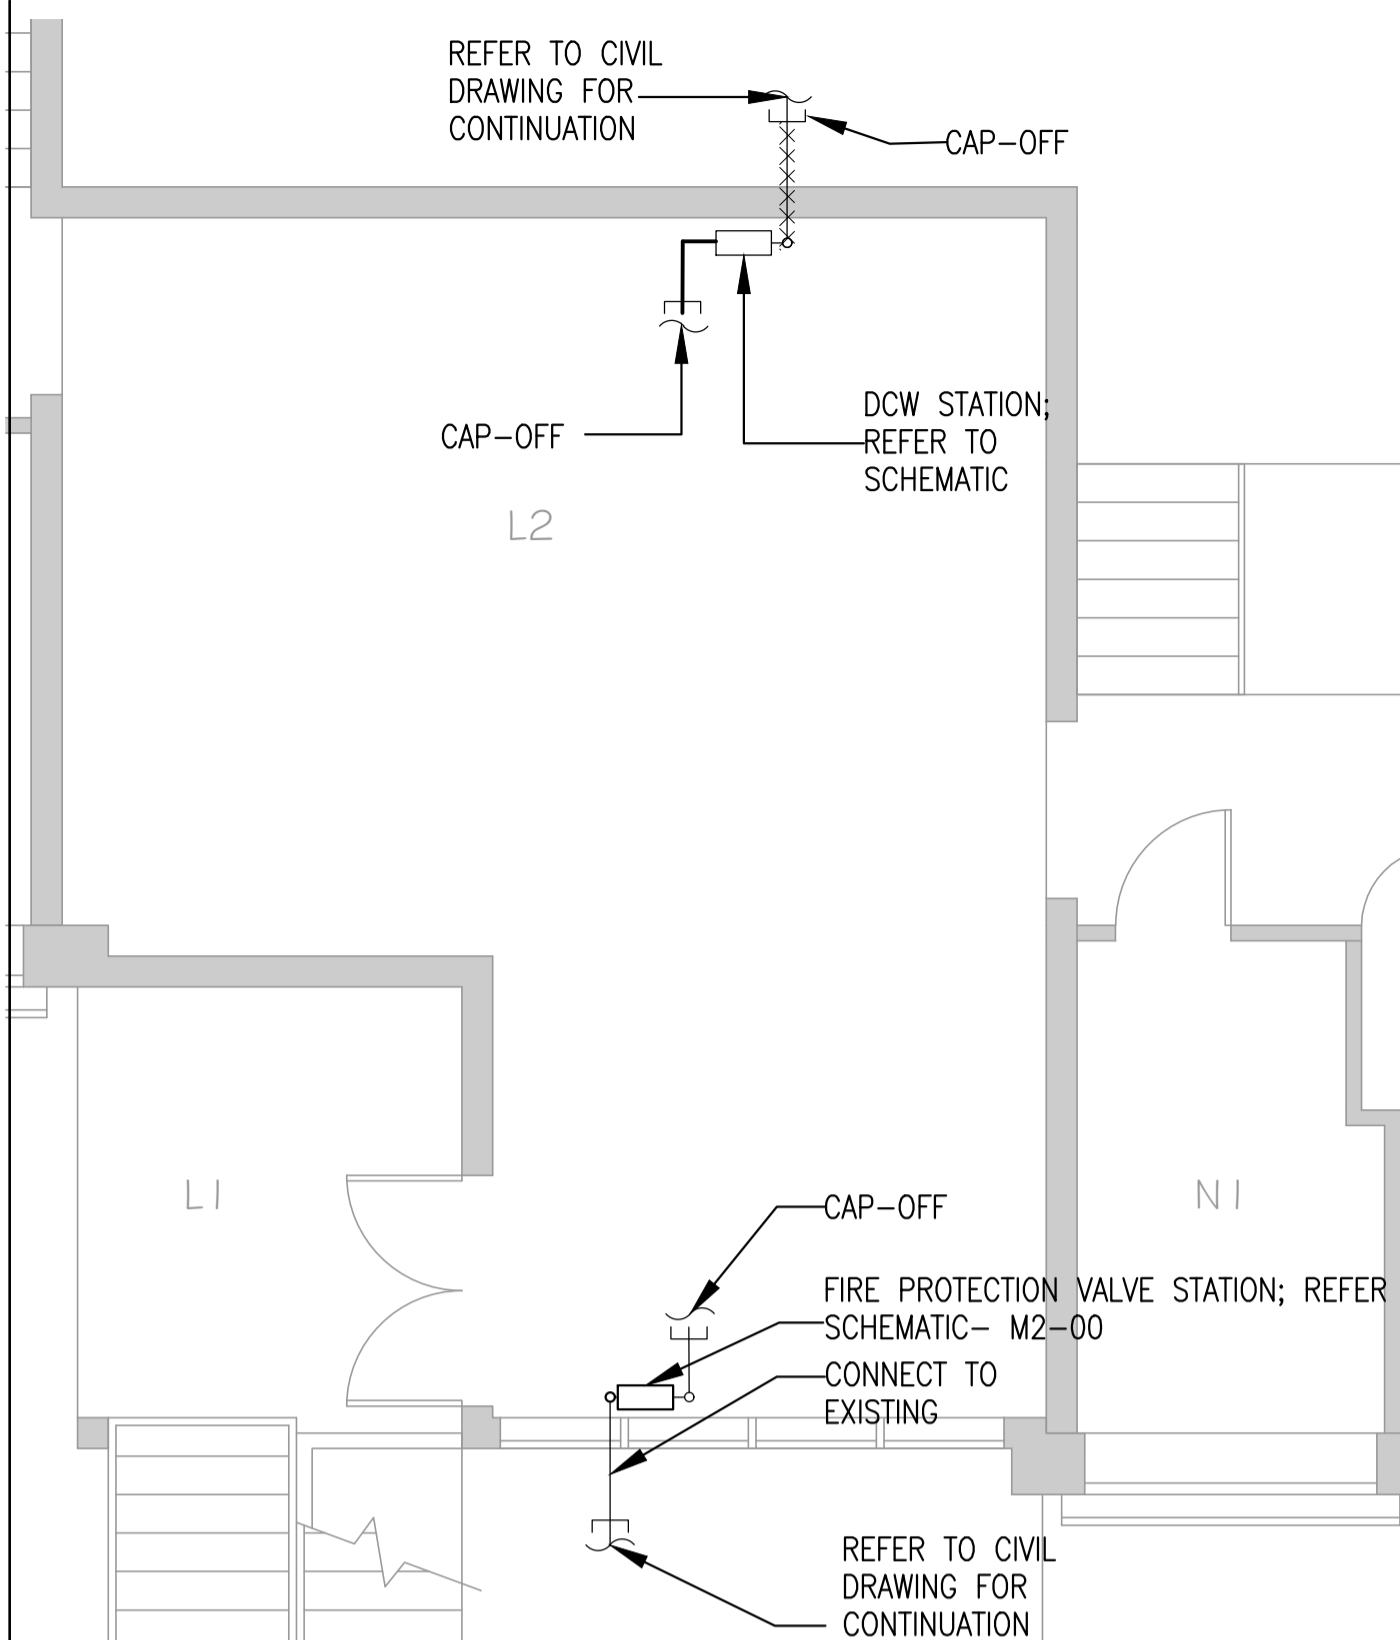 REFER TO CIVIL
DRAWING FOR
CONTINUATION
CAP-OFF
DCW STATION;
REFER TO
SCHEMATIC
CAP-OFF
L2
L1
N1
CAP-OFF
FIRE PROTECTION VALVE STATION; REFER
SCHEMATIC- M2-00
CONNECT TO
EXISTING
REFER TO CIVIL
DRAWING FOR
CONTINUATION